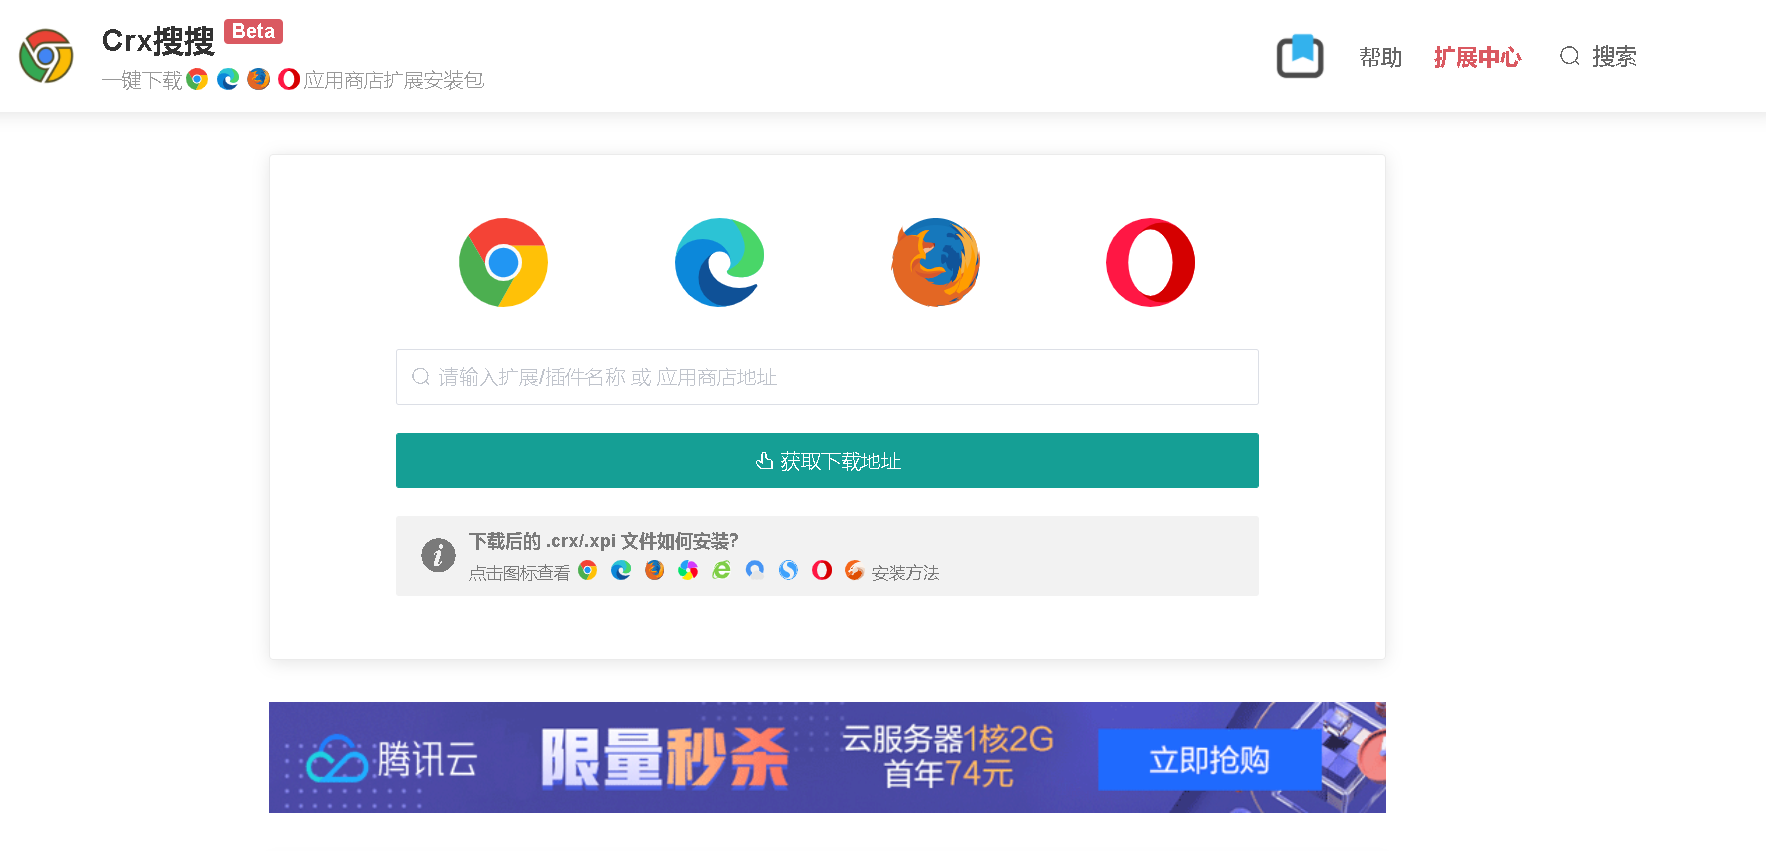 Crx搜搜 Beta
一键下载 应用商店扩展安装包
帮助 扩展中心 搜索
请输入扩展/插件名称 或 应用商店地址
获取下载地址
下载后的 .crx/.xpi 文件如何安装?
点击图标查看 安装方法
腾讯云
限量秒杀
云服务器1核2G
首年74元
立即抢购